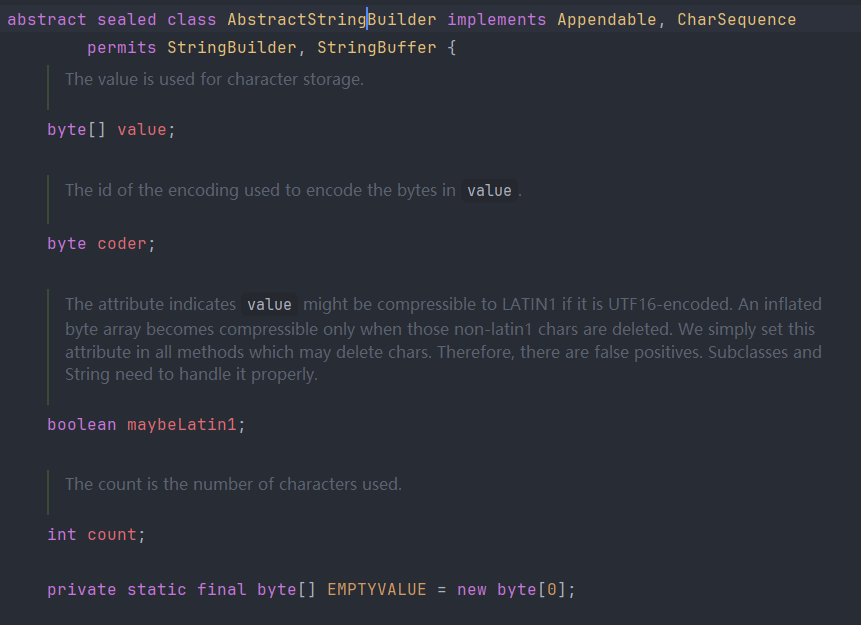 abstract sealed class AbstractStringBuilder implements Appendable, CharSequence
permits StringBuilder, StringBuffer {
The value is used for character storage.
byte[] value;
The id of the encoding used to encode the bytes in value.
byte coder;
The attribute indicates value might be compressible to LATIN1 if it is UTF16-encoded. An inflated
byte array becomes compressible only when those non-latin1 chars are deleted. We simply set this
attribute in all methods which may delete chars. Therefore, there are false positives. Subclasses and
String need to handle it properly.
boolean maybeLatin1;
The count is the number of characters used.
int count;
private static final byte[] EMPTYVALUE = new byte[0];